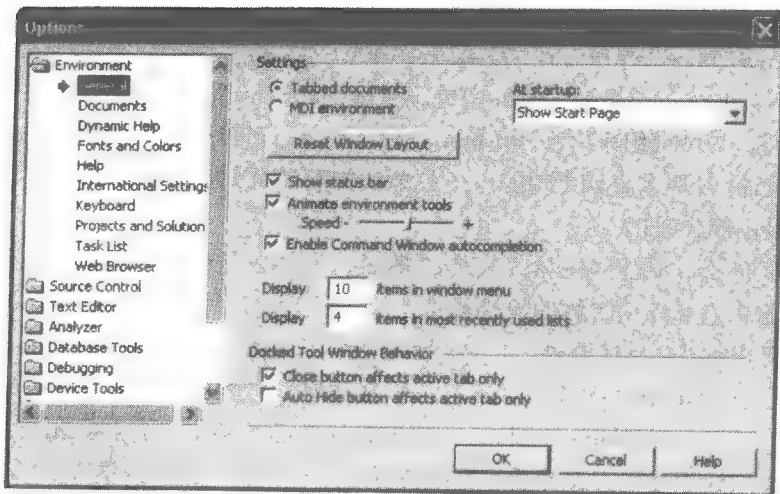 Options
Environment
Documents
Dynamic Help
Fonts and Colors
Help
International Settings
Keyboard
Projects and Solution
Task List
Web Browser
Source Control
Text Editor
Analyzer
Database Tools
Debugging
Device Tools
Settings
Tabbed documents
MDI environment
At startup:
Show Start Page
Reset Window Layout
Show status bar
Animate environment tools
Speed - +
Enable Command Window autocompletion
Display 10 items in window menu
Display 4 items in most recently used lists
Docked Tool Window Behavior
Close button affects active tab only
Auto Hide button affects active tab only
OK
Cancel
Help